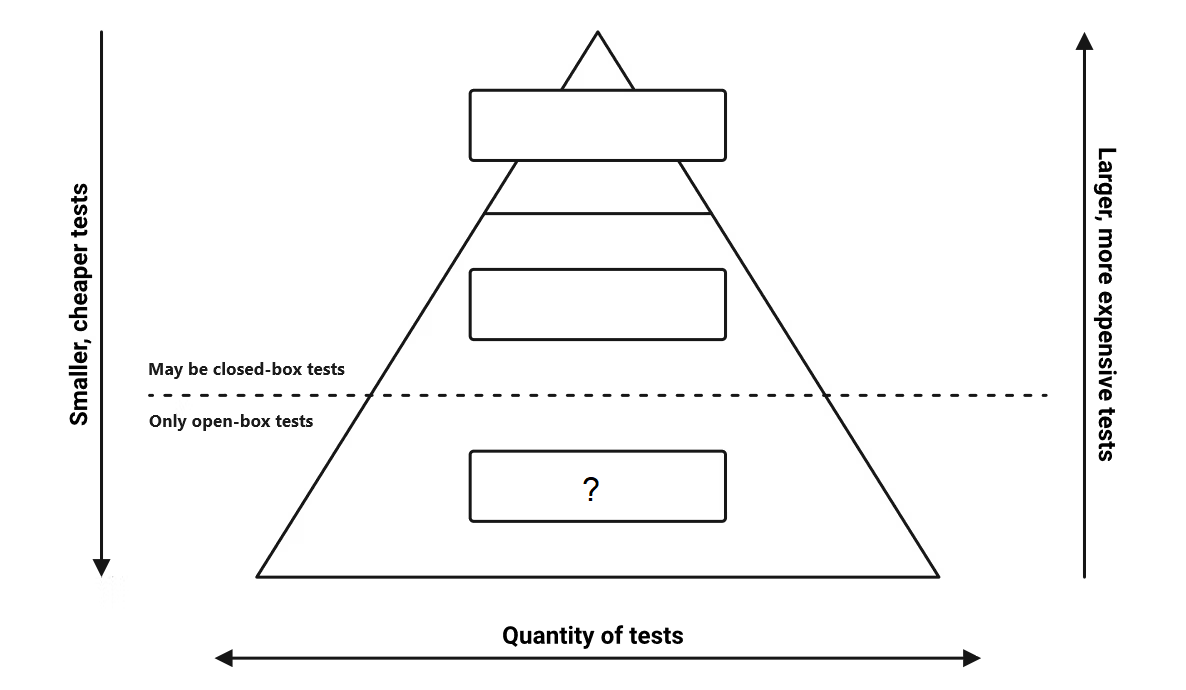 Smaller, cheaper tests
Larger, more expensive tests
May be closed-box tests
Only open-box tests
?
Quantity of tests